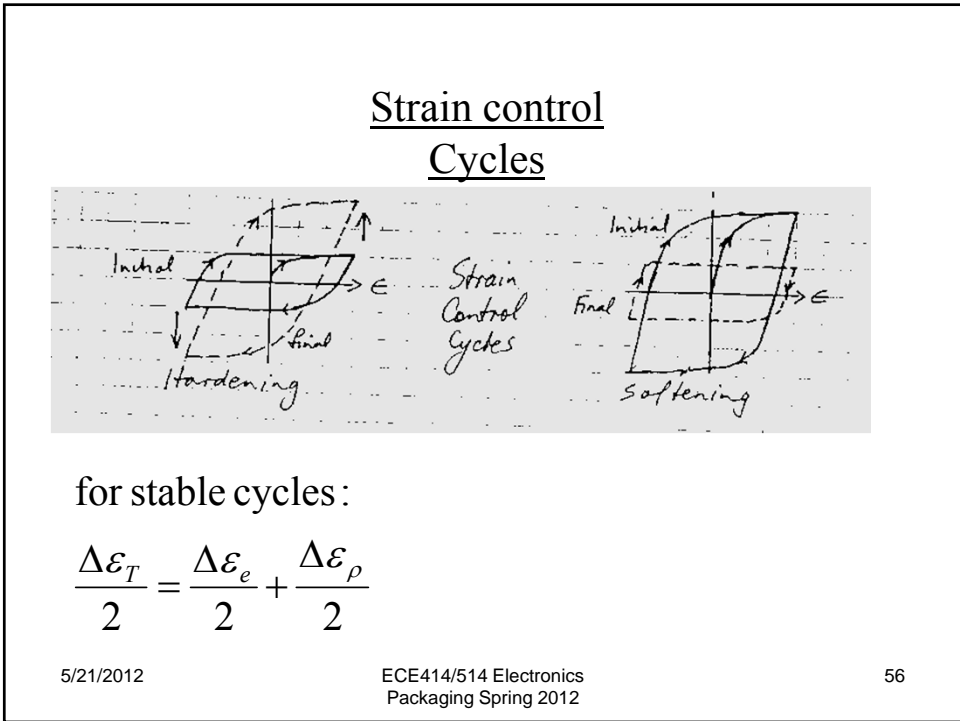 Strain control
Cycles
Initial
ϵ
final
Hardening
Strain
Control
Cycles
Initial
Final
ϵ
Softening
for stable cycles:
Δε_T / 2 = Δε_e / 2 + Δε_ρ / 2
5/21/2012
ECE414/514 Electronics
Packaging Spring 2012
56